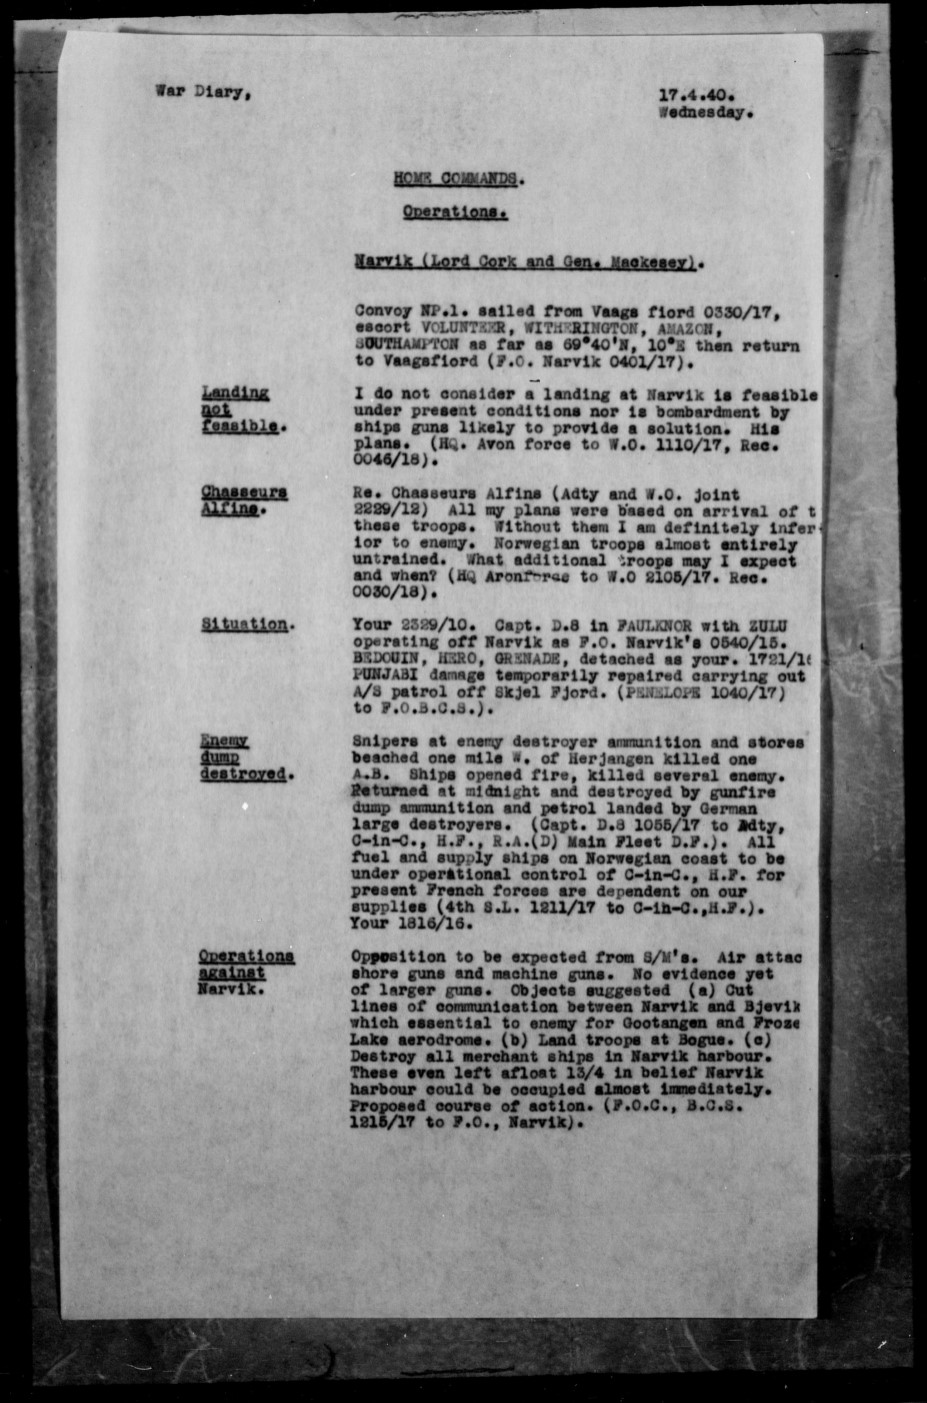 War Diary,
17.4.40.
Wednesday.
HOME COMMANDS.
Operations.
Narvik (Lord Cork and Gen. Mackesey).
Convoy NP.1. sailed from Vaags fiord 0330/17,
escort VOLUNTEER, WITHERINGTON, AMAZON,
SOUTHAMPTON as far as 69°40'N, 10°E then return
to Vaagsfiord (F.O. Narvik 0401/17).
Landing
not
feasible.
I do not consider a landing at Narvik is feasible
under present conditions nor is bombardment by
ships guns likely to provide a solution. His
plans. (HQ. Avon force to W.O. 1110/17, Rec.
0046/18).
Chasseurs
Alfins.
Re. Chasseurs Alfins (Adty and W.O. joint
2229/12) All my plans were based on arrival of t
these troops. Without them I am definitely infer-
ior to enemy. Norwegian troops almost entirely
untrained. What additional troops may I expect
and when? (HQ to W.O 2105/17. Rec.
0030/18).
Situation.
Your 2329/10. Capt. D.8 in FAULKNOR with ZULU
operating off Narvik as F.O. Narvik's 0540/15.
BEDOUIN, HERO, GRENADE, detached as your. 1721/1
PUNJABI damage temporarily repaired carrying out
A/S patrol off Skjel Fjord. (PENELOPE 1040/17)
to F.O.B.C.S.).
Enemy
dump
destroyed.
Snipers at enemy destroyer ammunition and stores
beached one mile W. of Herjangen killed one
A.B. Ships opened fire, killed several enemy.
Returned at midnight and destroyed by gunfire
dump ammunition and petrol landed by German
large destroyers. (Capt. D.8 1055/17 to Adty,
C-in-C., H.F., R.A.(D) Main Fleet D.F.). All
fuel and supply ships on Norwegian coast to be
under operational control of C-in-C., H.F. for
present French forces are dependent on our
supplies (4th S.L. 1211/17 to C-in-C.,H.F.).
Your 1816/16.
Operations
against
Narvik.
Opposition to be expected from S/M's. Air attac
shore guns and machine guns. No evidence yet
of larger guns. Objects suggested (a) Cut
lines of communication between Narvik and Bjevik
which essential to enemy for Gootangen and Froze
Lake aerodrome. (b) Land troops at Bogue. (c)
Destroy all merchant ships in Narvik harbour.
These even left afloat 13/4 in belief Narvik
harbour could be occupied almost immediately.
Proposed course of action. (F.O.C., B.C.S.
1215/17 to F.O., Narvik).